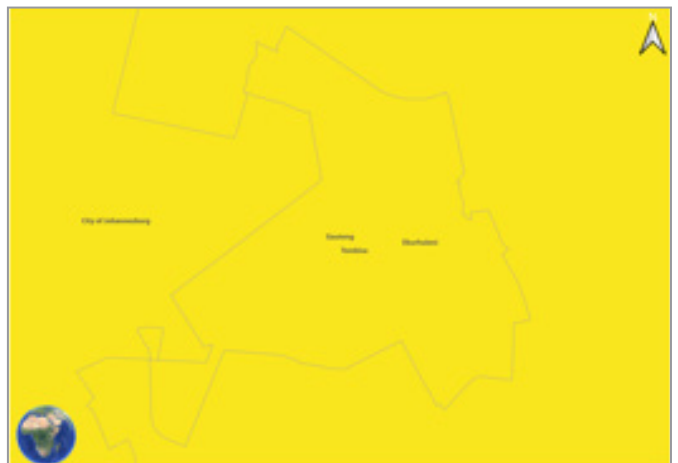 N
City of Johannesburg
Gauteng
Tembisa
Ekurhuleni